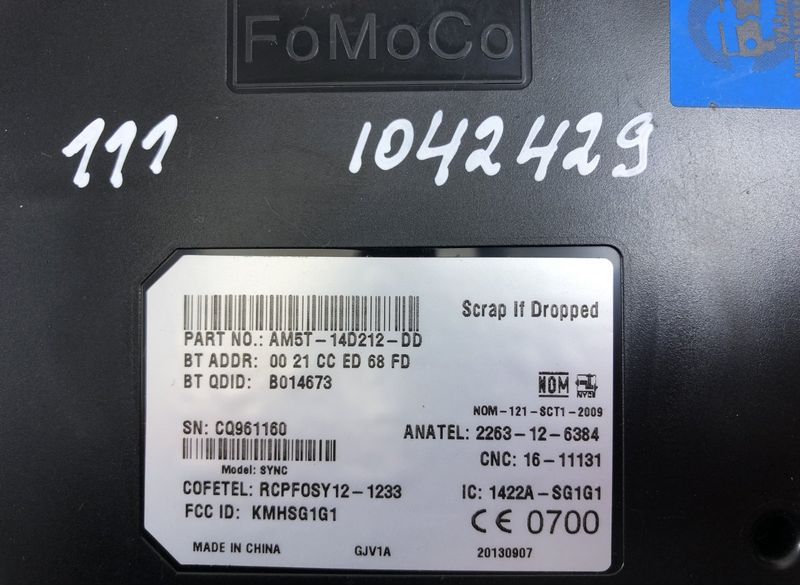 FoMoCo
111 1042429
Scrap If Dropped
PART NO.: AM5T-14D212-DD
BT ADDR: 00 21 CC ED 68 FD
BT QDID: B014673
NOM
NYCE
NOM-121-SCT1-2009
SN: CQ961160
ANATEL: 2263-12-6384
CNC: 16-11131
Model: SYNC
COFETEL: RCPFOSY12-1233
IC: 1422A-SG1G1
FCC ID: KMHSG1G1
CE 0700
MADE IN CHINA GJV1A 20130907